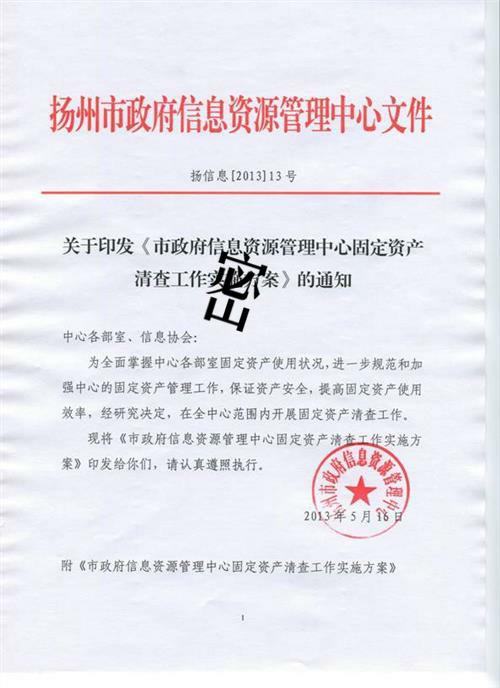 扬州市政府信息资源管理中心文件
扬信息[2013]13号
关于印发《市政府信息资源管理中心固定资产
清查工作实施方案》的通知
密
中心各部室、信息协会：
为全面掌握中心各部室固定资产使用状况，进一步规范和加
强中心的固定资产管理工作，保证资产安全，提高固定资产使用
效率，经研究决定，在全中心范围内开展固定资产清查工作。
现将《市政府信息资源管理中心固定资产清查工作实施方
案》印发给你们，请认真遵照执行。
扬州市政府信息资源管理中心
2013年5月16日
附《市政府信息资源管理中心固定资产清查工作实施方案》
1